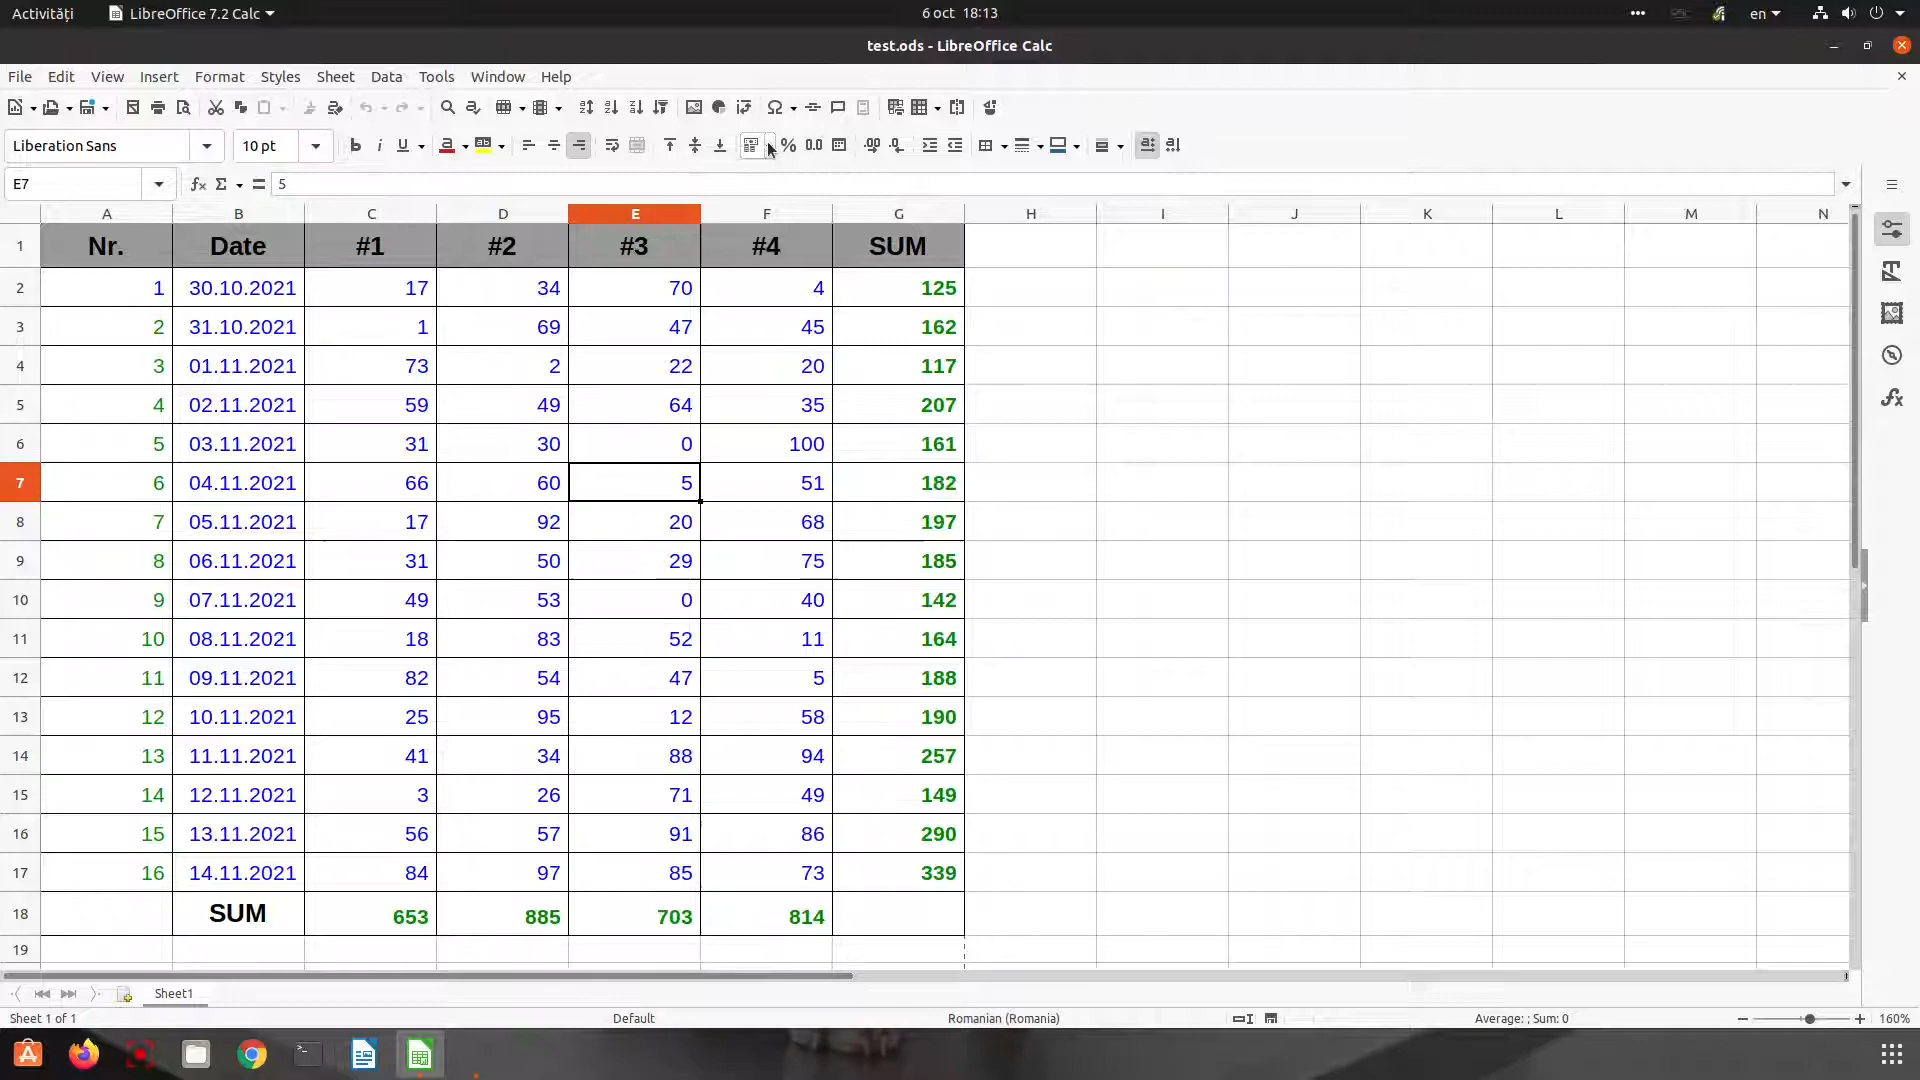 Activități LibreOffice 7.2 Calc 6 oct 18:13 en
test.ods - LibreOffice Calc
File Edit View Insert Format Styles Sheet Data Tools Window Help
Liberation Sans 10 pt
E7 5
A B C D E F G H I J K L M N
1 Nr. Date #1 #2 #3 #4 SUM
2 1 30.10.2021 17 34 70 4 125
3 2 31.10.2021 1 69 47 45 162
4 3 01.11.2021 73 2 22 20 117
5 4 02.11.2021 59 49 64 35 207
6 5 03.11.2021 31 30 0 100 161
7 6 04.11.2021 66 60 5 51 182
8 7 05.11.2021 17 92 20 68 197
9 8 06.11.2021 31 50 29 75 185
10 9 07.11.2021 49 53 0 40 142
11 10 08.11.2021 18 83 52 11 164
12 11 09.11.2021 82 54 47 5 188
13 12 10.11.2021 25 95 12 58 190
14 13 11.11.2021 41 34 88 94 257
15 14 12.11.2021 3 26 71 49 149
16 15 13.11.2021 56 57 91 86 290
17 16 14.11.2021 84 97 85 73 339
18 SUM 653 885 703 814
19
Sheet1
Sheet 1 of 1 Default Romanian (Romania) Average: ; Sum: 0 160%